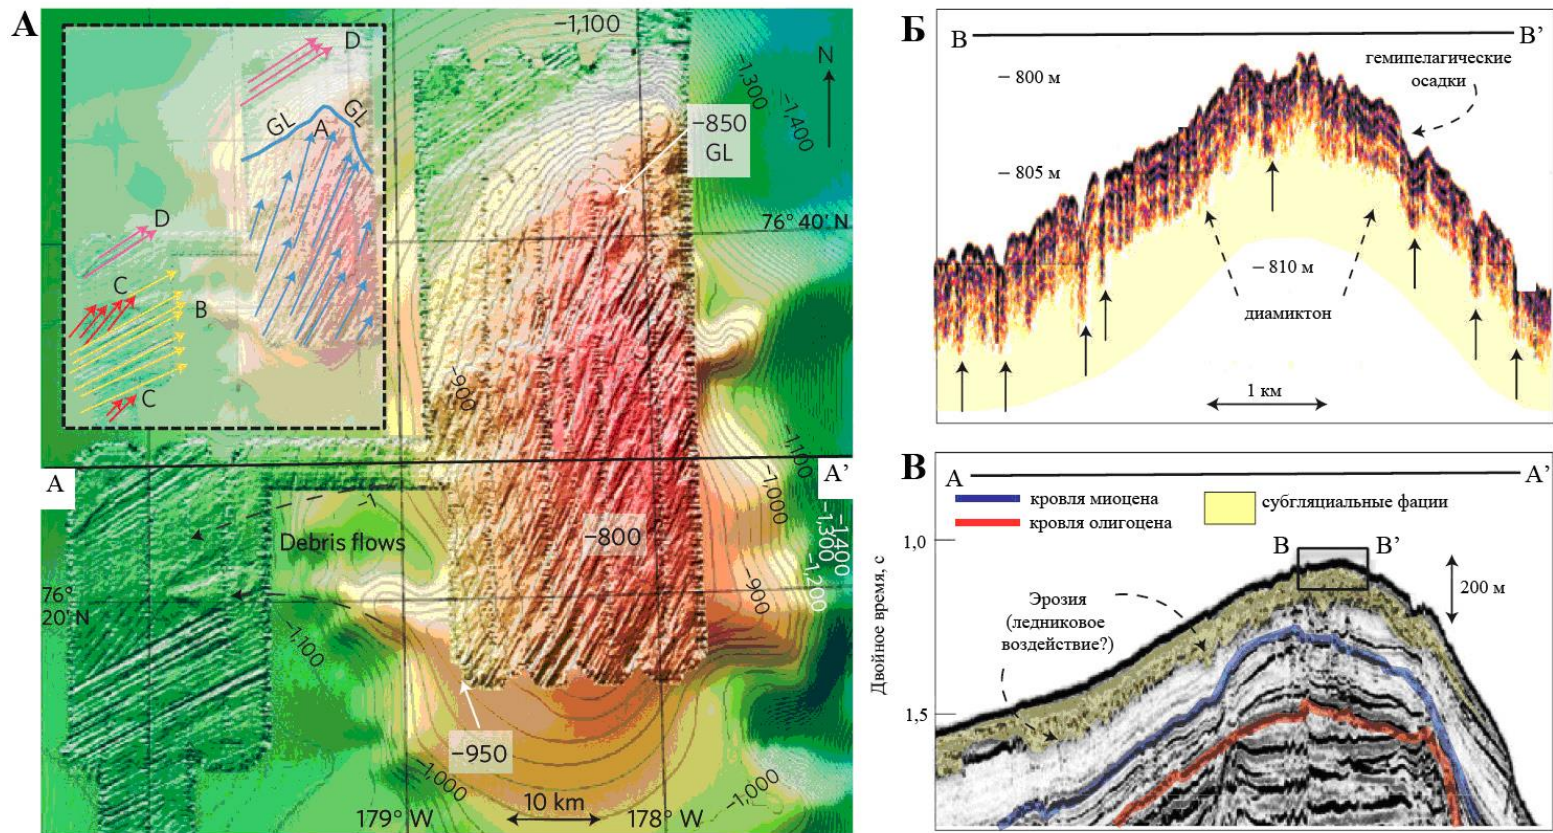 А
D
GL
GL
A
D
C
B
C
−1,100
−1,300
−1,400
N
−850
GL
76° 40' N
−900
−1,100
−1,000
A
A'
−1
Debris flows
−800
−1,400
−1,300
−1,200
−900
76°
20' N
−1,100
−950
−1,000
−1,000
10 km
179° W
178° W
Б
B
B'
− 800 м
гемипелагические
осадки
− 805
− 810 м
диамиктон
1 км
В
A
A'
кровля миоцена
кровля олигоцена
субгляциальные фации
1,0
B
B'
200 м
Эрозия
(ледниковое
воздействие?)
Двойное время, с
1,5